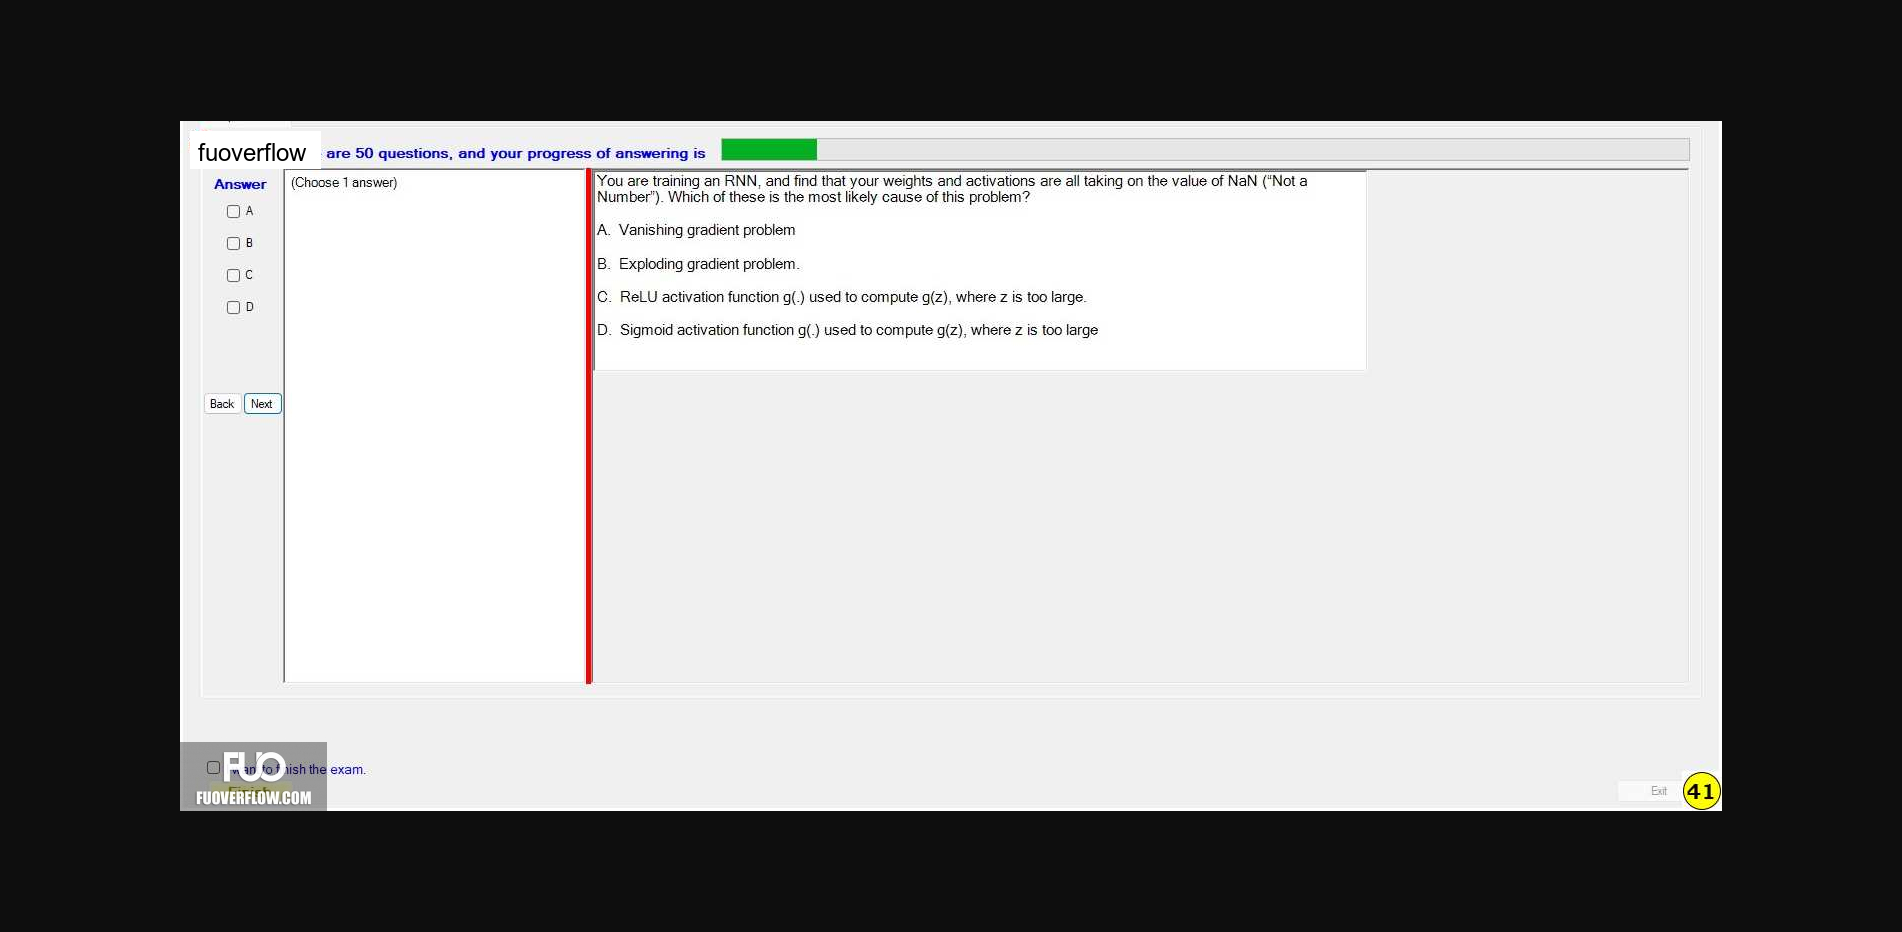 fuoverflow are 50 questions, and your progress of answering is
Answer
(Choose 1 answer)
A
B
C
D
Back Next
You are training an RNN, and find that your weights and activations are all taking on the value of NaN (“Not a
Number”). Which of these is the most likely cause of this problem?
A. Vanishing gradient problem
B. Exploding gradient problem.
C. ReLU activation function g(.) used to compute g(z), where z is too large.
D. Sigmoid activation function g(.) used to compute g(z), where z is too large
FUO
want to finish the exam.
Finish
FUOVERFLOW.COM
Exit
41